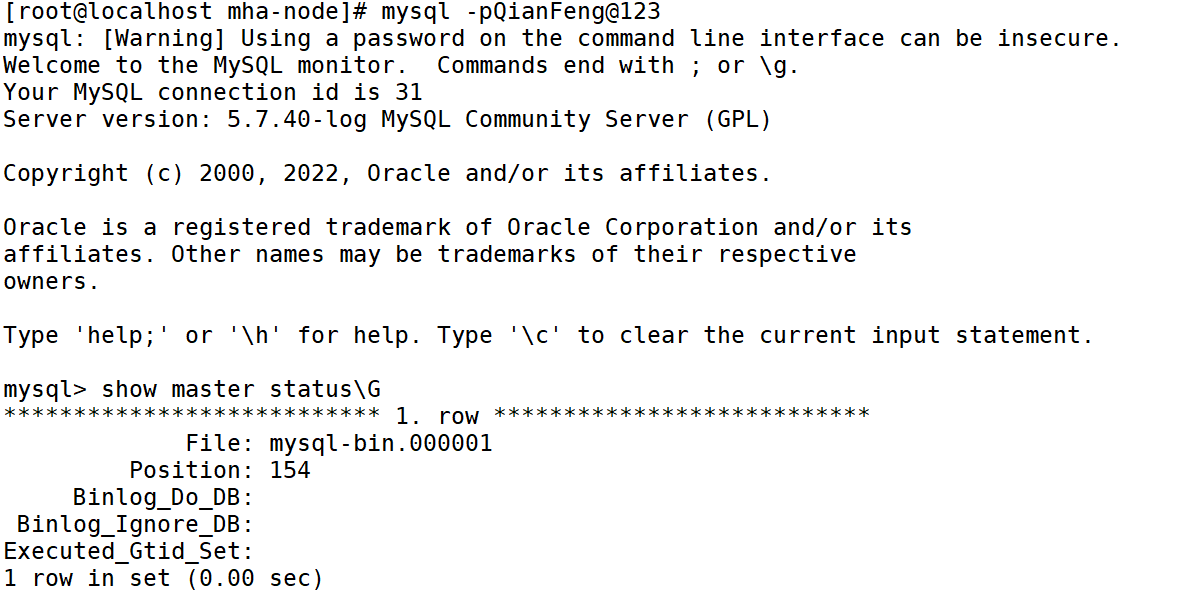 [root@localhost mha-node]# mysql -pQianFeng@123
mysql: [Warning] Using a password on the command line interface can be insecure.
Welcome to the MySQL monitor.  Commands end with ; or \g.
Your MySQL connection id is 31
Server version: 5.7.40-log MySQL Community Server (GPL)
Copyright (c) 2000, 2022, Oracle and/or its affiliates.
Oracle is a registered trademark of Oracle Corporation and/or its
affiliates. Other names may be trademarks of their respective
owners.
Type 'help;' or '\h' for help. Type '\c' to clear the current input statement.
mysql> show master status\G
*************************** 1. row ***************************
             File: mysql-bin.000001
         Position: 154
     Binlog_Do_DB:
 Binlog_Ignore_DB:
Executed_Gtid_Set:
1 row in set (0.00 sec)